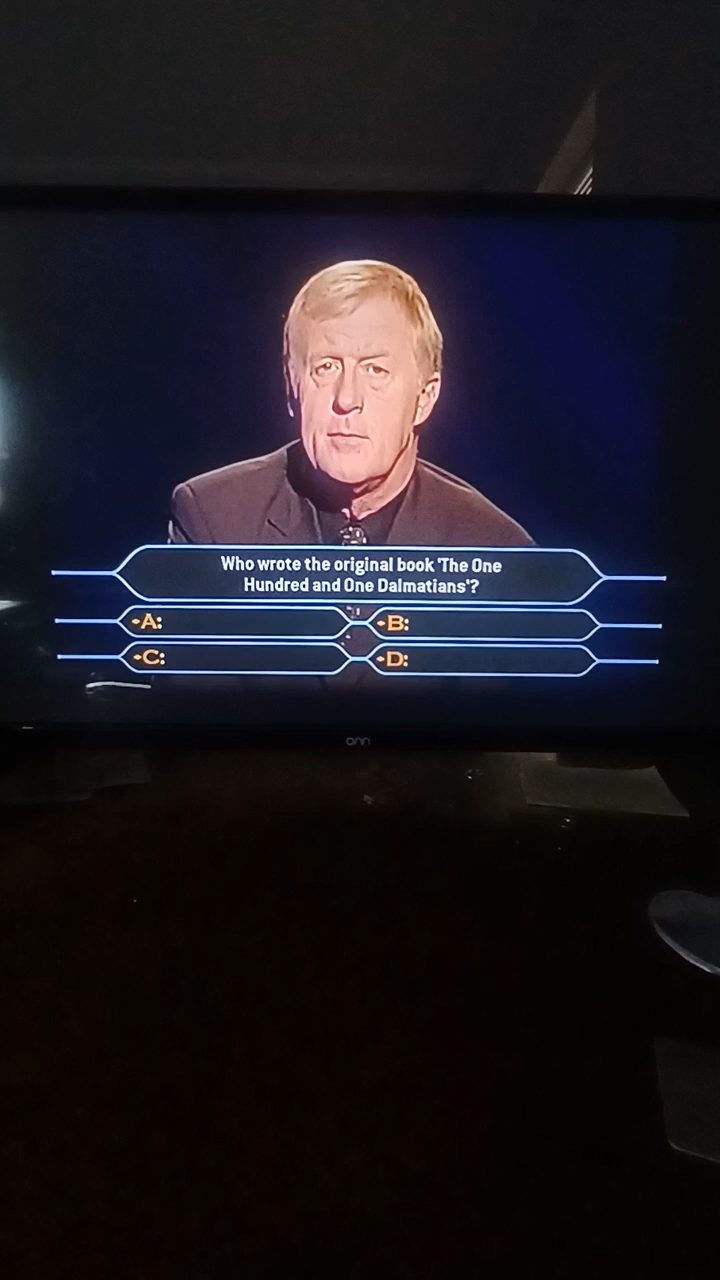 Who wrote the original book 'The One
Hundred and One Dalmatians'?
A:
B:
C:
D:
onn